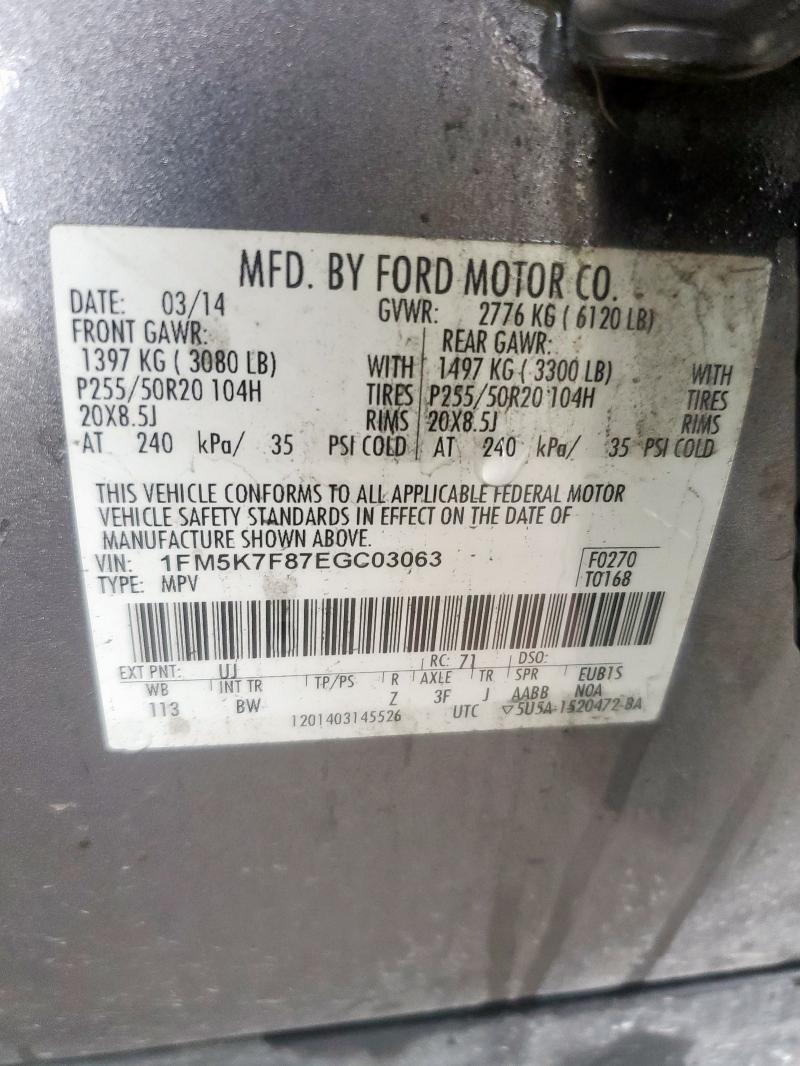 MFD. BY FORD MOTOR CO.
DATE: 03/14 GVWR: 2776 KG ( 6120 LB)
FRONT GAWR: REAR GAWR:
1397 KG ( 3080 LB) WITH 1497 KG ( 3300 LB) WITH
P255/50R20 104H TIRES P255/50R20 104H TIRES
20X8.5J RIMS 20X8.5J RIMS
AT 240 kPa/ 35 PSI COLD AT 240 kPa/ 35 PSI COLD
THIS VEHICLE CONFORMS TO ALL APPLICABLE FEDERAL MOTOR
VEHICLE SAFETY STANDARDS IN EFFECT ON THE DATE OF
MANUFACTURE SHOWN ABOVE.
VIN: 1FM5K7F87EGC03063 F0270
TYPE: MPV T0168
EXT PNT: UJ RC: 71 DSO:
WB INT TR TP/PS R AXLE TR SPR EUB1S
113 BW Z 3F J AABB NOA
1201403145526 UTC ▽5U5A-1520472-BA